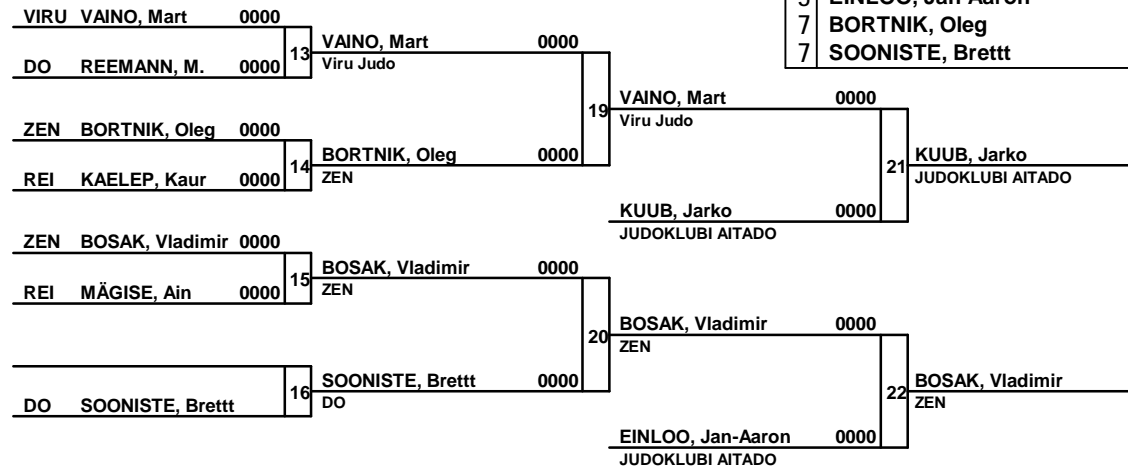 5 EINLOO, Jan-Aaron
7 BORTNIK, Oleg
7 SOONISTE, Brettt
VIRU VAINO, Mart 0000
13 VAINO, Mart 0000
Viru Judo
DO REEMANN, M. 0000
19 VAINO, Mart 0000
Viru Judo
ZEN BORTNIK, Oleg 0000
14 BORTNIK, Oleg 0000
ZEN
REI KAELEP, Kaur 0000
21 KUUB, Jarko
JUDOKLUBI AITADO
KUUB, Jarko 0000
JUDOKLUBI AITADO
ZEN BOSAK, Vladimir 0000
15 BOSAK, Vladimir 0000
ZEN
REI MÄGISE, Ain 0000
20 BOSAK, Vladimir 0000
ZEN
16 SOONISTE, Brettt 0000
DO
DO SOONISTE, Brettt
22 BOSAK, Vladimir
ZEN
EINLOO, Jan-Aaron 0000
JUDOKLUBI AITADO